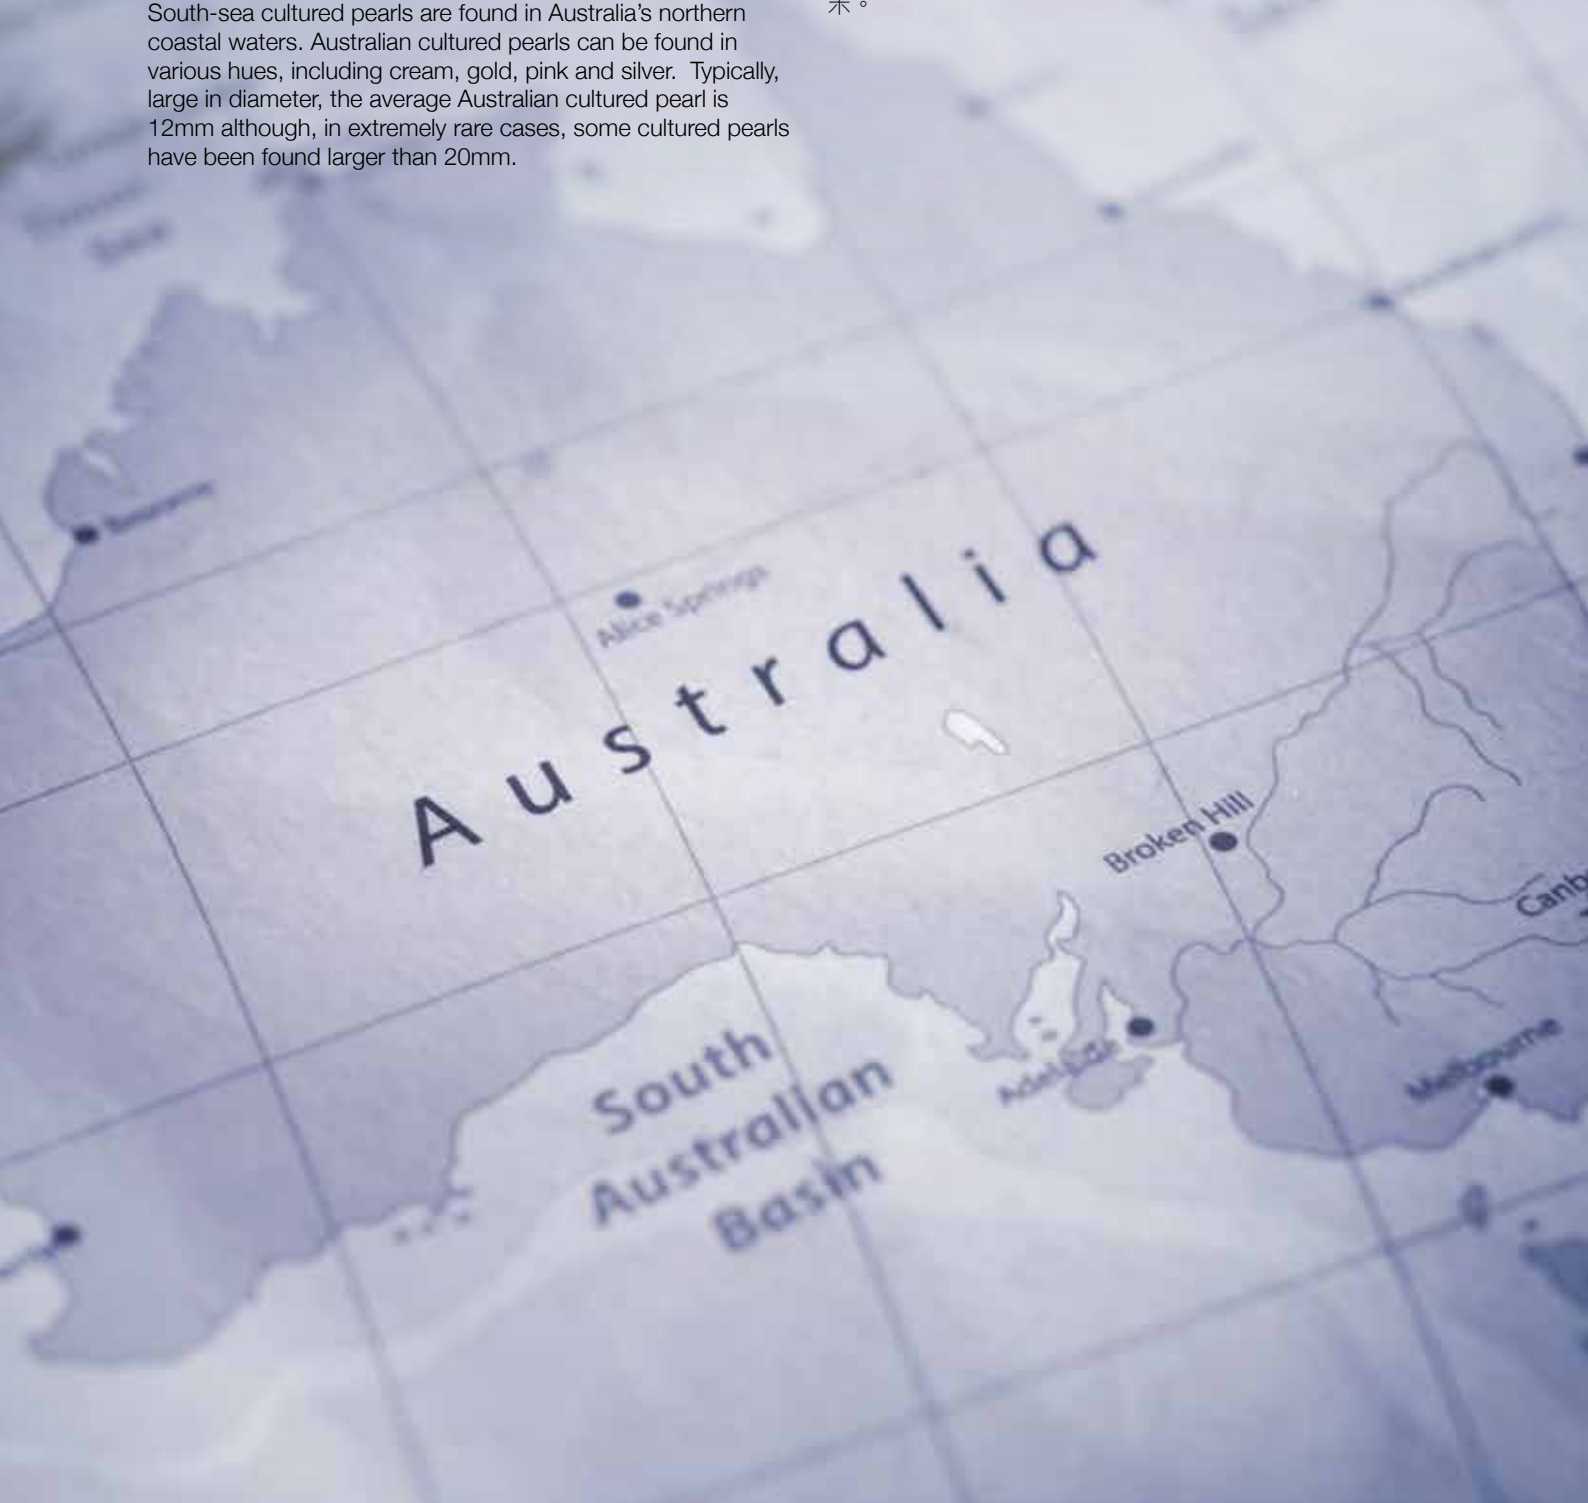 South-sea cultured pearls are found in Australia's northern
coastal waters. Australian cultured pearls can be found in
various hues, including cream, gold, pink and silver.  Typically,
large in diameter, the average Australian cultured pearl is
12mm although, in extremely rare cases, some cultured pearls
have been found larger than 20mm.
Sea
Alice Springs
Australia
Broken Hill
Canb
South
Australian
Basin
Adelaide
Melbourne